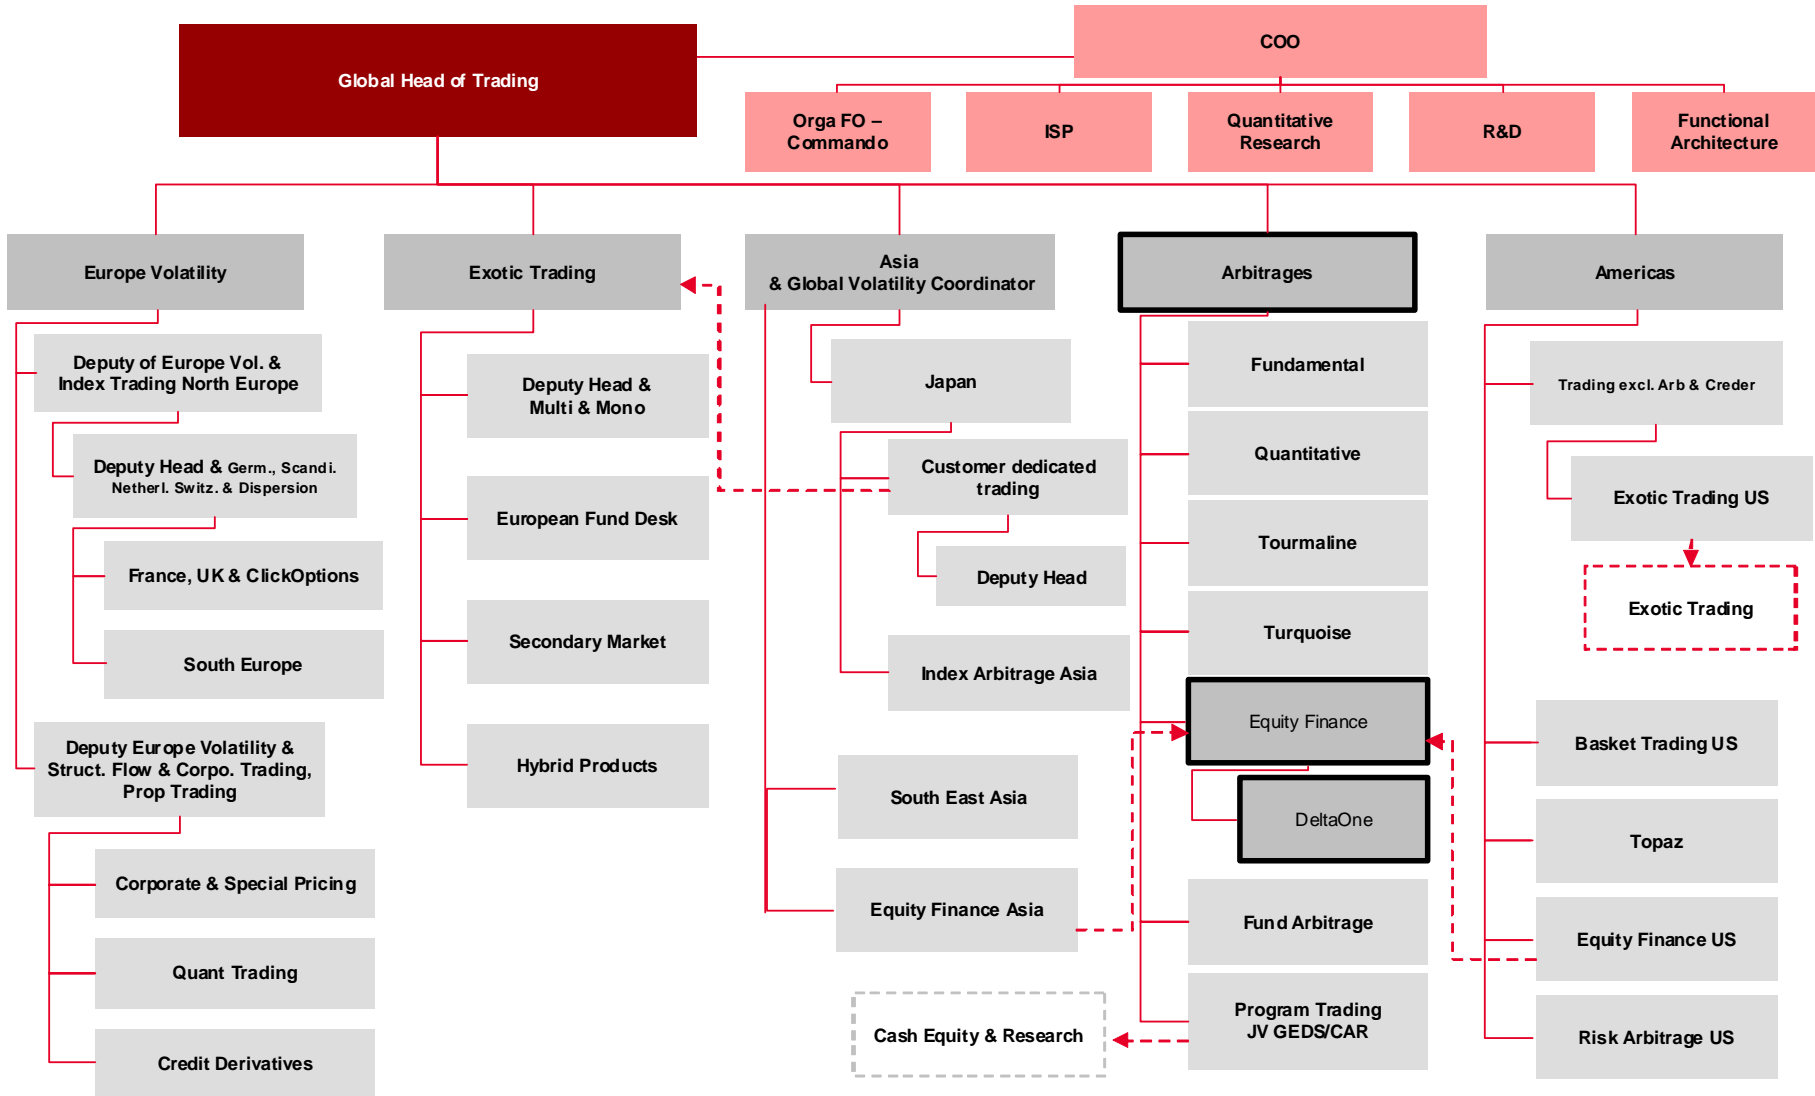 Global Head of Trading
COO
Orga FO –
Commando
ISP
Quantitative
Research
R&D
Functional
Architecture
Europe Volatility
Deputy of Europe Vol. &
Index Trading North Europe
Deputy Head & Germ., Scandi.
Netherl. Switz. & Dispersion
France, UK & ClickOptions
South Europe
Deputy Europe Volatility &
Struct. Flow & Corpo. Trading,
Prop Trading
Corporate & Special Pricing
Quant Trading
Credit Derivatives
Exotic Trading
Deputy Head &
Multi & Mono
European Fund Desk
Secondary Market
Hybrid Products
Asia
& Global Volatility Coordinator
Japan
Customer dedicated
trading
Deputy Head
Index Arbitrage Asia
South East Asia
Equity Finance Asia
Arbitrages
Fundamental
Quantitative
Tourmaline
Turquoise
Equity Finance
DeltaOne
Fund Arbitrage
Program Trading
JV GEDS/CAR
Cash Equity & Research
Americas
Trading excl. Arb & Creder
Exotic Trading US
Exotic Trading
Basket Trading US
Topaz
Equity Finance US
Risk Arbitrage US